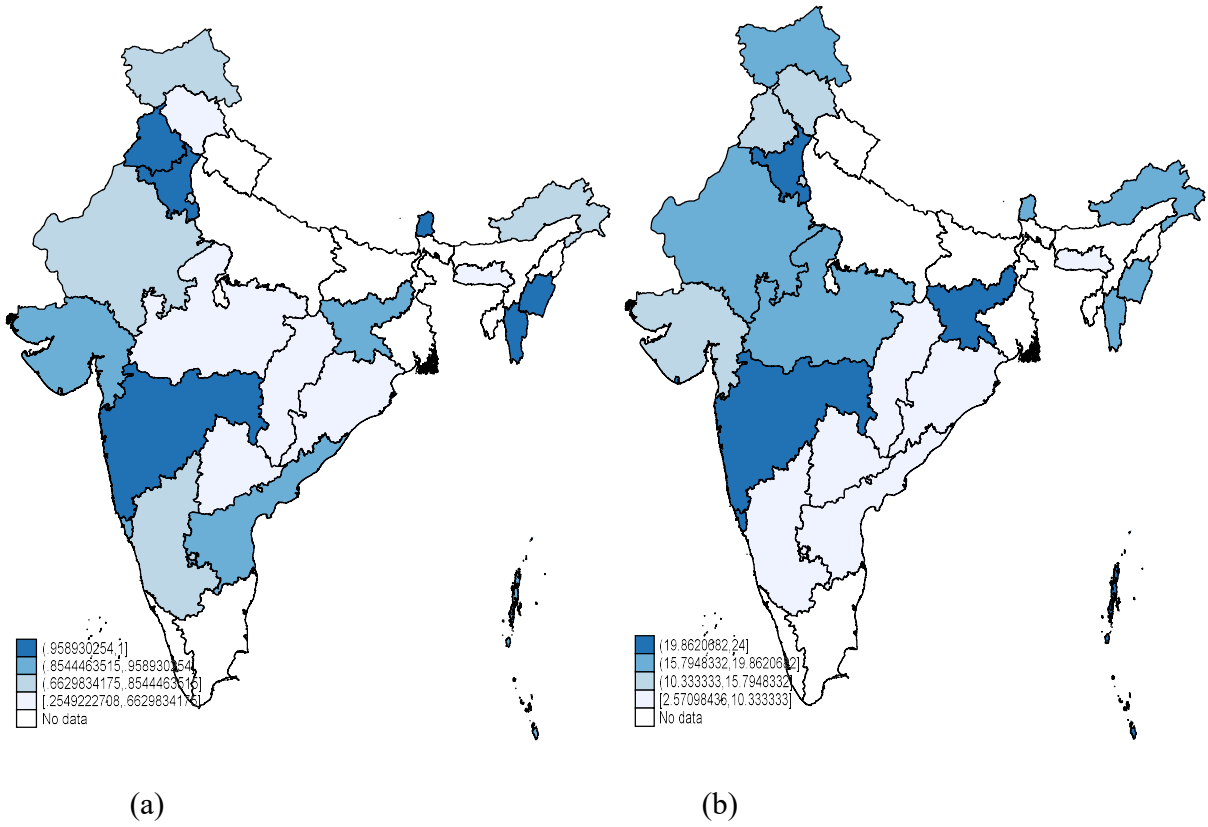 (.958930254,1]
(.8544463515,.958930254]
(.6629834175,.8544463515]
[.2549222708,.6629834175]
No data
(19.8620682,24]
(15.7948332,19.8620682]
(10.333333,15.7948332]
[2.57098436,10.333333]
No data
(a)
(b)